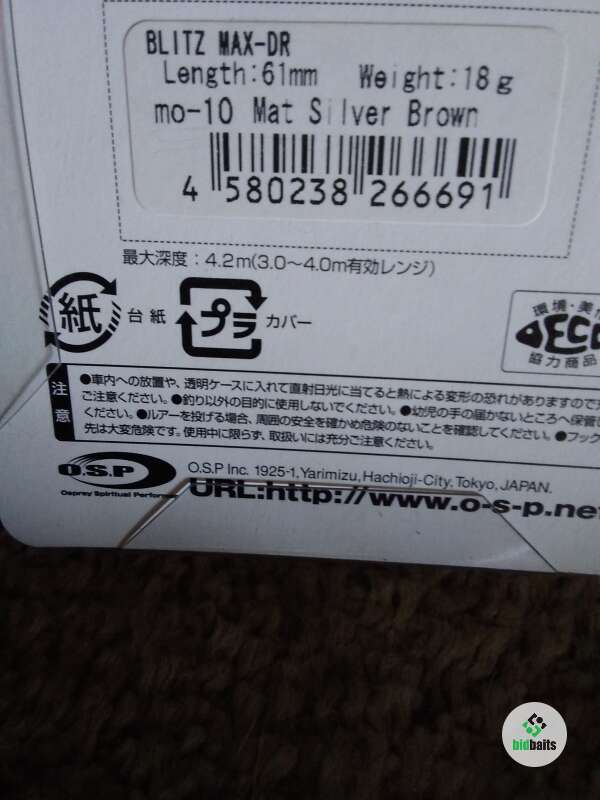 BLITZ MAX-DR
Length:61mm Weight:18g
mo-10 Mat Silver Brown
4 580238 266691
最大深度:4.2m(3.0〜4.0m有効レンジ)
紙 台紙 プラ カバー
環境・美
ECO
協力商品
注意
●車内への放置や、透明ケースに入れて直射日光に当てると熱による変形の恐れがありますので
ご注意ください。●釣り以外の目的に使用しないでください。●幼児の手の届かないところへ保管
ください。●ルアーを投げる場合、周囲の安全を確かめ危険のないことを確認してください。●フック
先は大変危険です。使用中に限らず、取扱いには充分ご注意ください。
O.S.P
Osprey Spiritual Performer
O.S.P Inc. 1925-1,Yarimizu,Hachioji-City,Tokyo,JAPAN.
URL:http://www.o-s-p.net
bidbaits